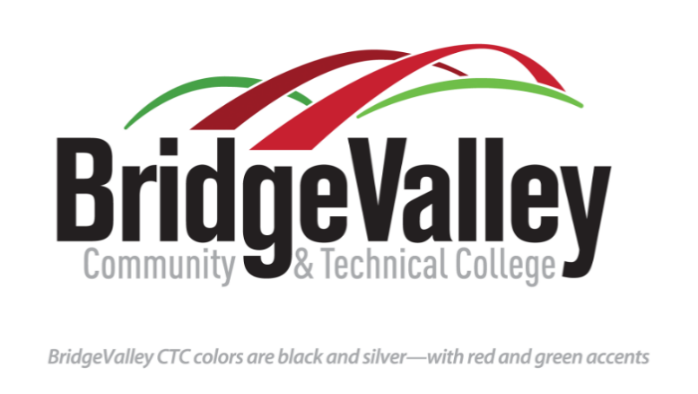 BridgeValley
Community & Technical College
BridgeValley CTC colors are black and silver—with red and green accents